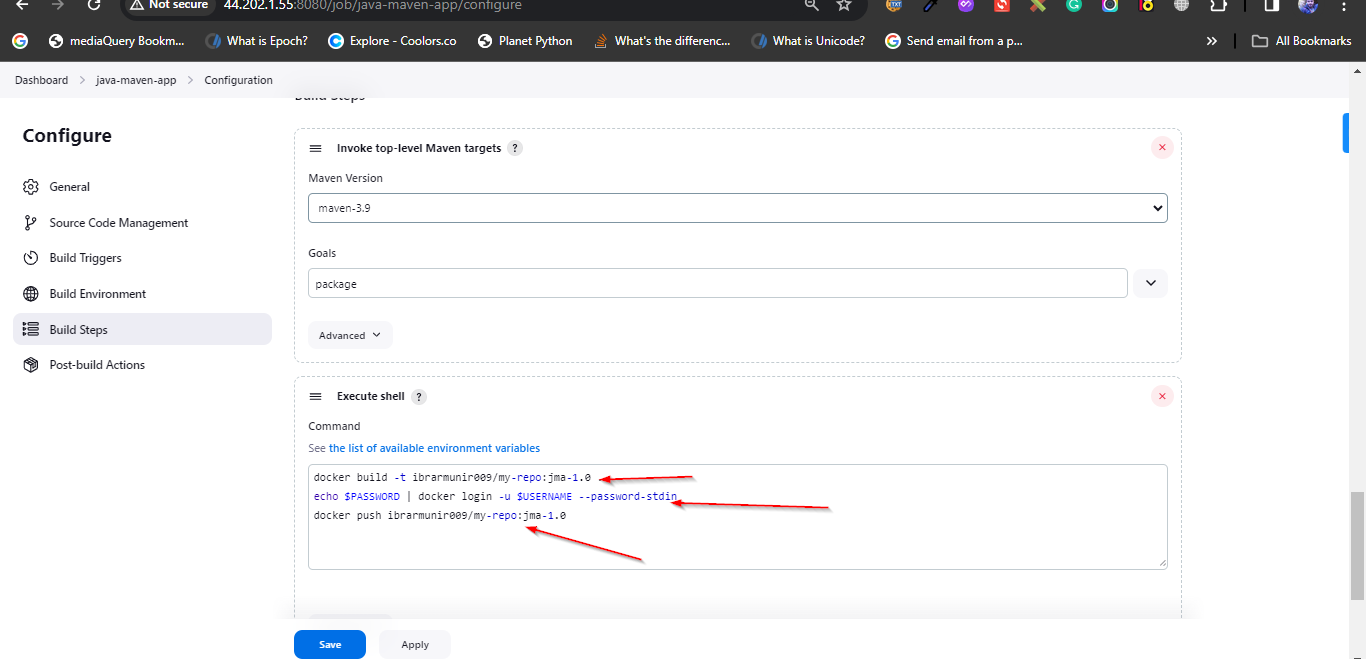 Not secure 44.202.1.55:8080/job/java-maven-app/configure
mediaQuery Bookm... What is Epoch? Explore - Coolors.co Planet Python What's the differenc... What is Unicode? Send email from a p... » All Bookmarks
Dashboard > java-maven-app > Configuration
Build Steps
Configure
General
Source Code Management
Build Triggers
Build Environment
Build Steps
Post-build Actions
Invoke top-level Maven targets ?
Maven Version
maven-3.9
Goals
package
Advanced
Execute shell ?
Command
See the list of available environment variables
docker build -t ibrarmunir009/my-repo:jma-1.0
echo $PASSWORD | docker login -u $USERNAME --password-stdin
docker push ibrarmunir009/my-repo:jma-1.0
Save Apply